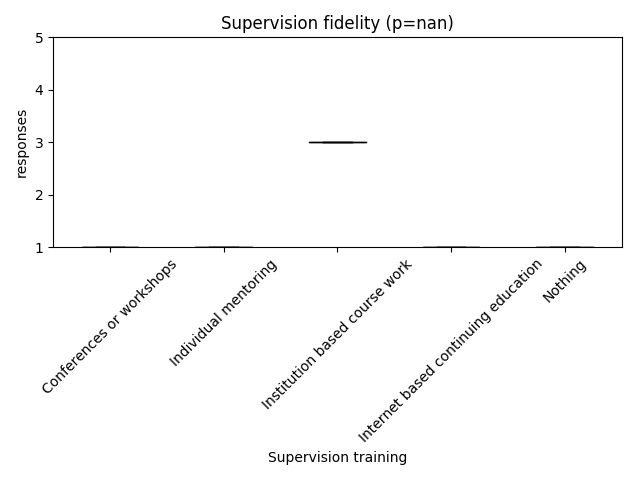 Supervision fidelity (p=nan)
responses
5
4
3
2
1
Conferences or workshops
Individual mentoring
Institution based course work
Internet based continuing education
Nothing
Supervision training